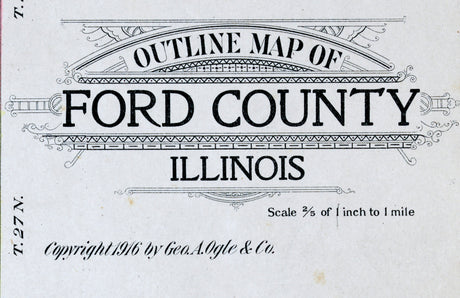 T.
OUTLINE MAP OF
FORD COUNTY
ILLINOIS
Scale 2/5 of 1 inch to 1 mile
T. 27 N.
Copyright 1916 by Geo. A. Ogle & Co.